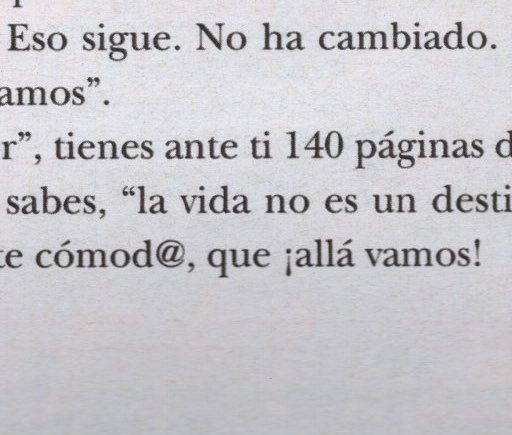 Eso sigue. No ha cambiado.
amos”.
r”, tienes ante ti 140 páginas d
sabes, “la vida no es un desti
te cómod@, que ¡allá vamos!